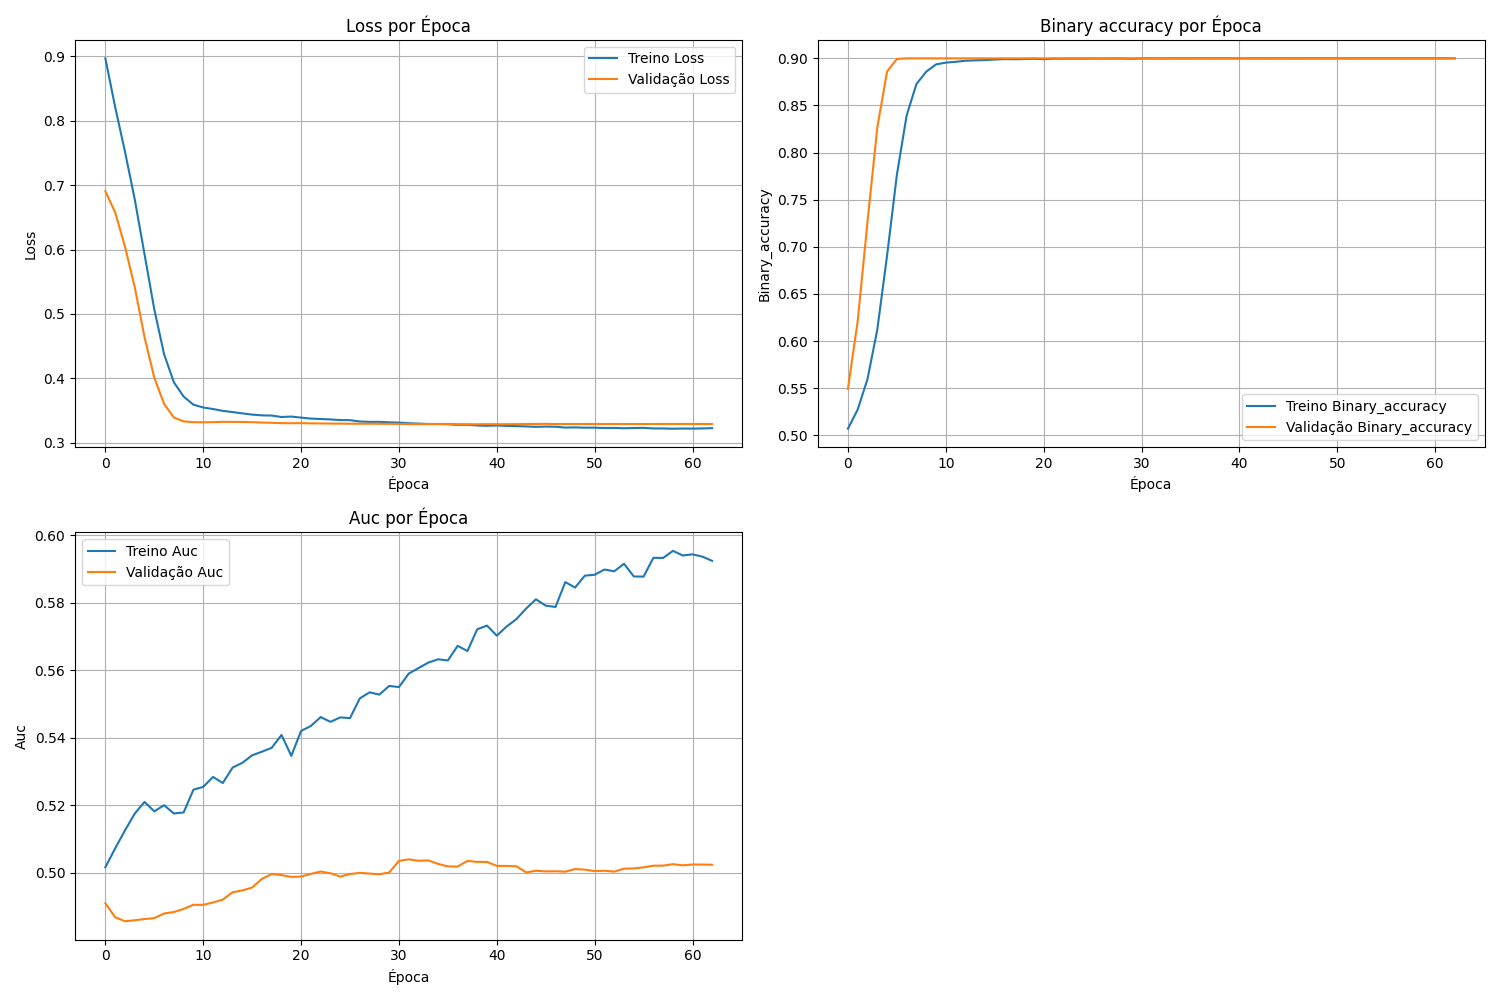 Loss por Época
0.9
0.8
0.7
0.6
0.5
0.4
0.3
Loss
Treino Loss
Validação Loss
0 10 20 30 40 50 60
Época
Binary accuracy por Época
0.90
0.85
0.80
0.75
0.70
0.65
0.60
0.55
0.50
Binary_accuracy
Treino Binary_accuracy
Validação Binary_accuracy
0 10 20 30 40 50 60
Época
Auc por Época
0.60
0.58
0.56
0.54
0.52
0.50
Auc
Treino Auc
Validação Auc
0 10 20 30 40 50 60
Época